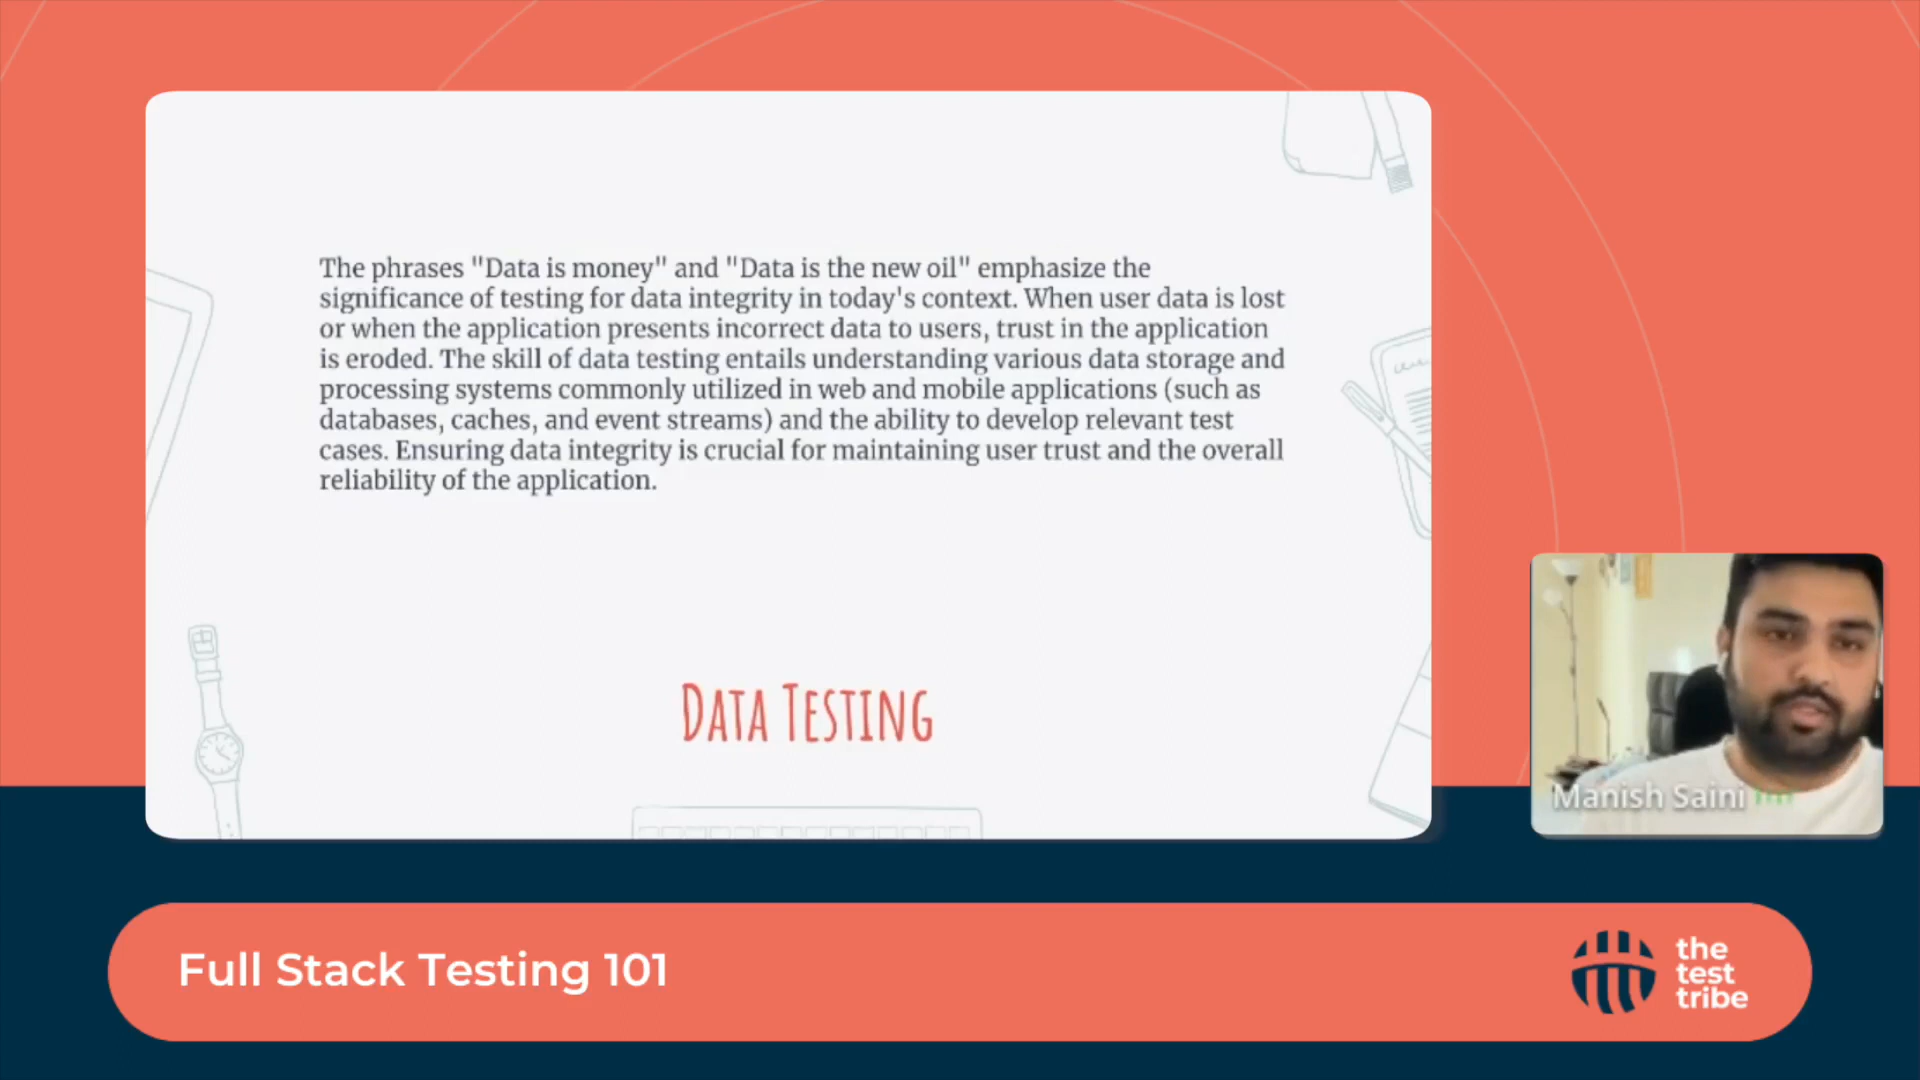 The phrases "Data is money" and "Data is the new oil" emphasize the
significance of testing for data integrity in today's context. When user data is lost
or when the application presents incorrect data to users, trust in the application
is eroded. The skill of data testing entails understanding various data storage and
processing systems commonly utilized in web and mobile applications (such as
databases, caches, and event streams) and the ability to develop relevant test
cases. Ensuring data integrity is crucial for maintaining user trust and the overall
reliability of the application.
DATA TESTING
Manish Saini
Full Stack Testing 101
the
test
tribe